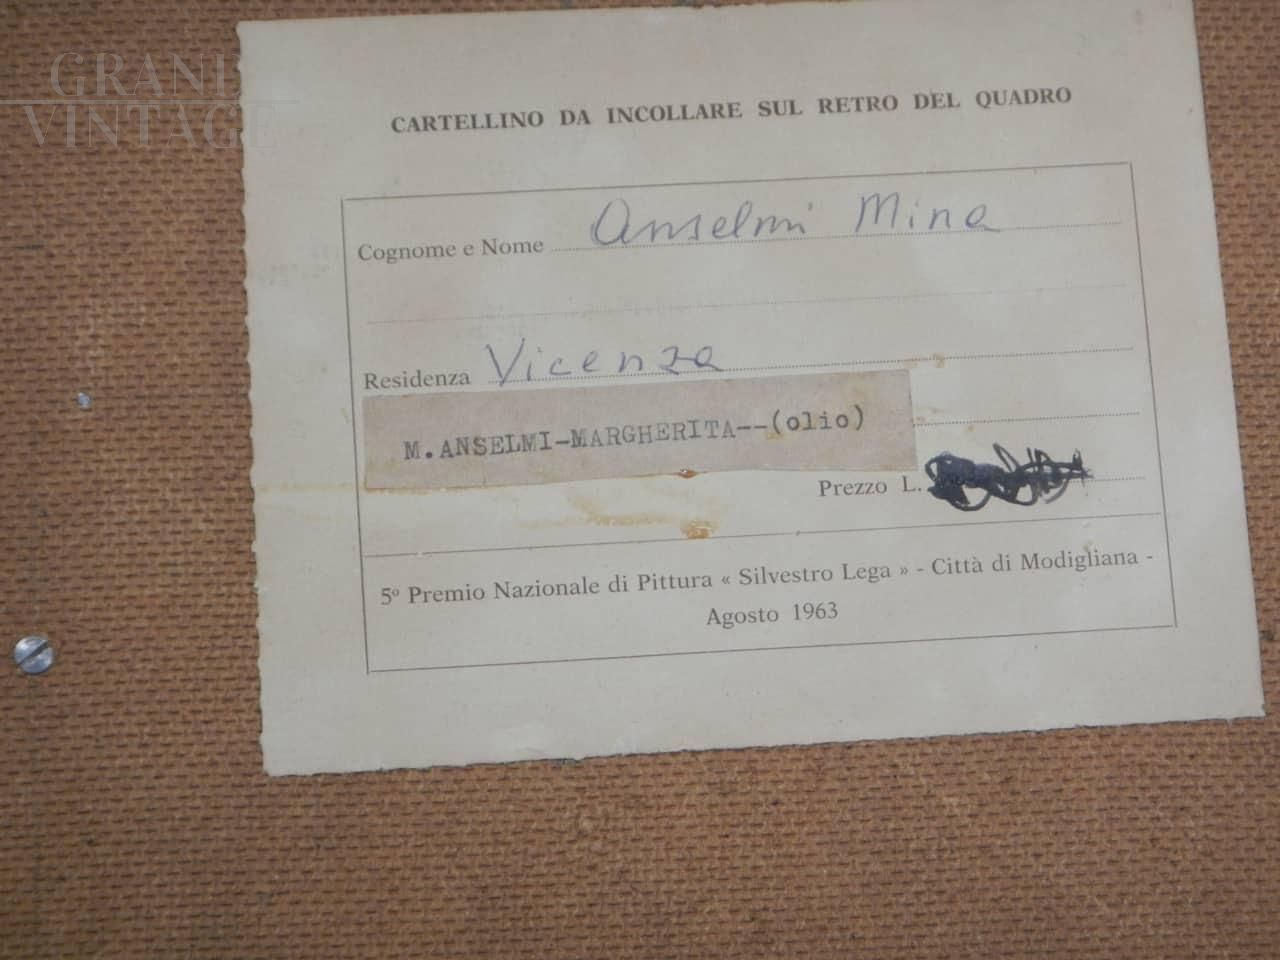 GRAND
VINTAGE
CARTELLINO DA INCOLLARE SUL RETRO DEL QUADRO
Cognome e Nome Anselmi Mina
Residenza Vicenza
M.ANSELMI-MARGHERITA--(olio)
Prezzo L.
5º Premio Nazionale di Pittura « Silvestro Lega » - Città di Modigliana -
Agosto 1963